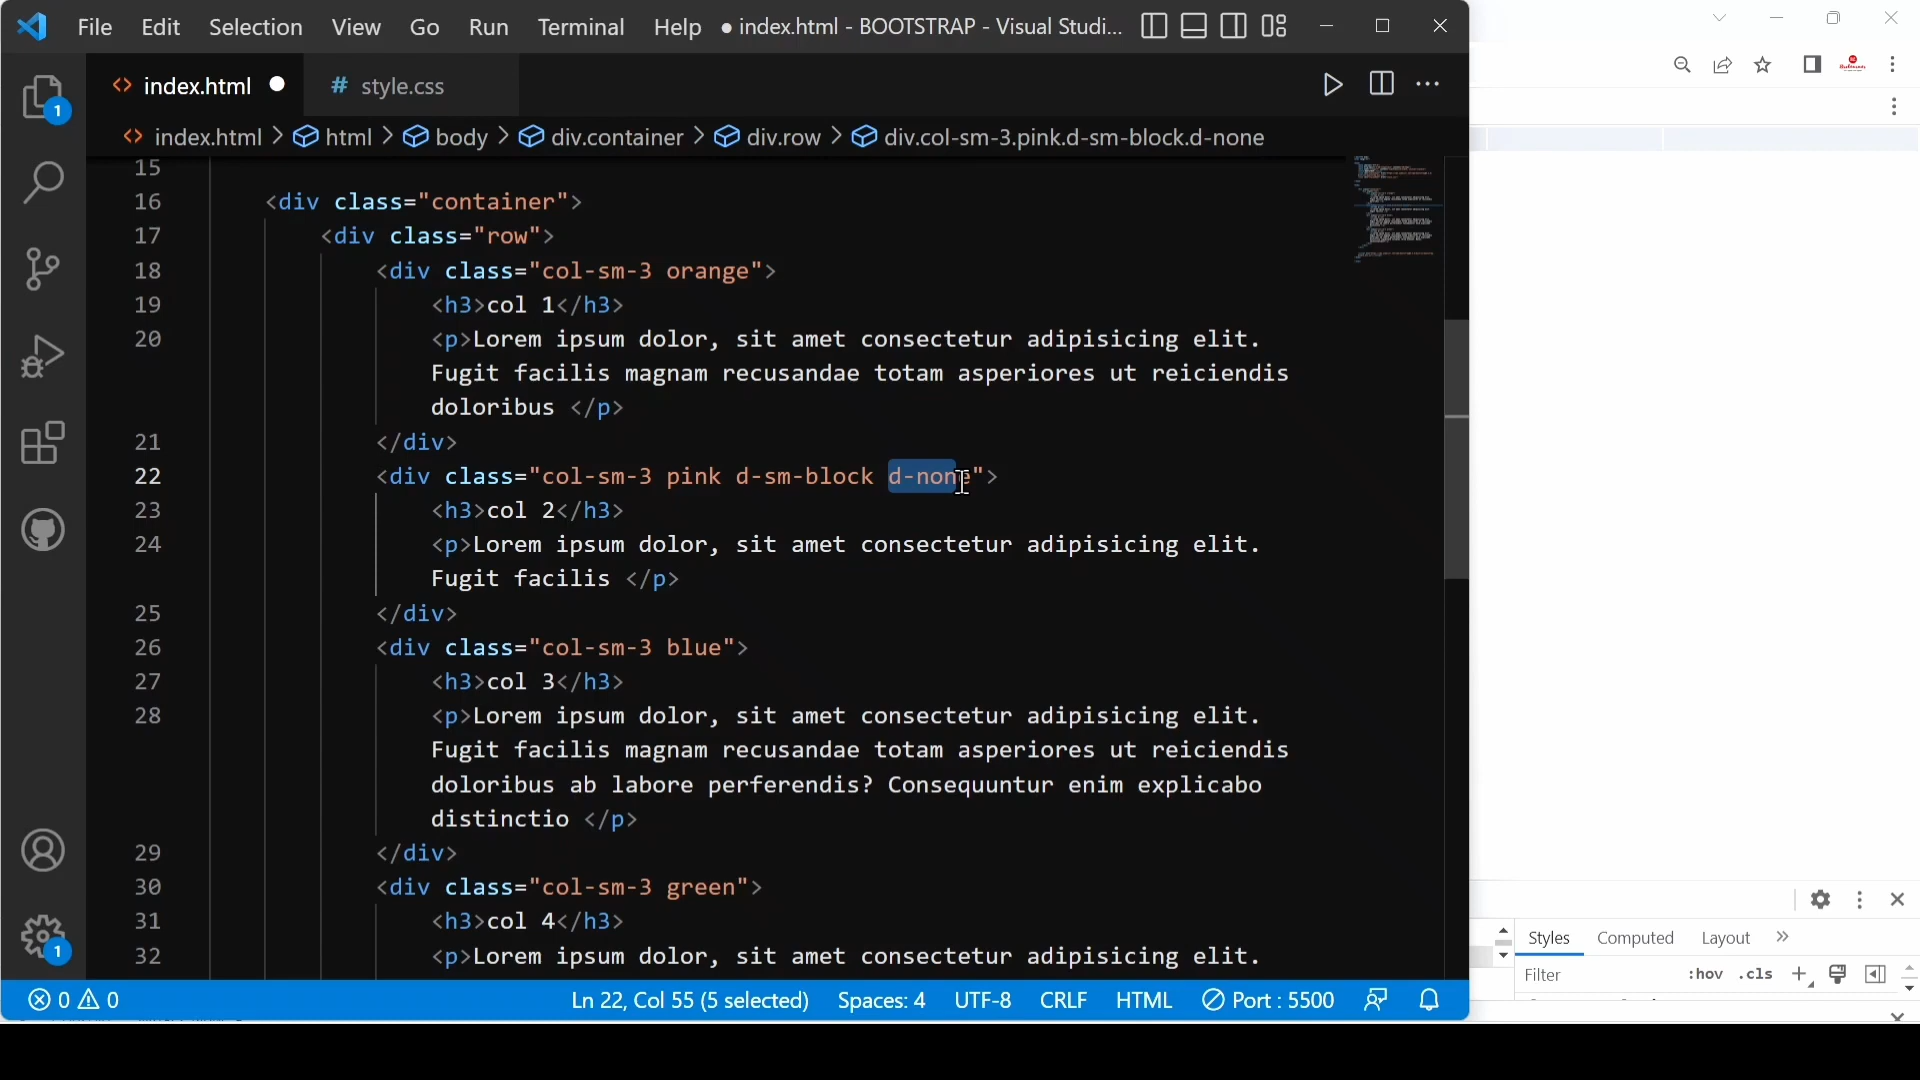 File Edit Selection View Go Run Terminal Help ● index.html - BOOTSTRAP - Visual Studi...
1 <> index.html # style.css
<> index.html > html > body > div.container > div.row > div.col-sm-3.pink.d-sm-block.d-none
15
16 <div class="container">
17 <div class="row">
18 <div class="col-sm-3 orange">
19 <h3>col 1</h3>
20 <p>Lorem ipsum dolor, sit amet consectetur adipisicing elit.
Fugit facilis magnam recusandae totam asperiores ut reiciendis
doloribus </p>
21 </div>
22 <div class="col-sm-3 pink d-sm-block d-none">
23 <h3>col 2</h3>
24 <p>Lorem ipsum dolor, sit amet consectetur adipisicing elit.
Fugit facilis </p>
25 </div>
26 <div class="col-sm-3 blue">
27 <h3>col 3</h3>
28 <p>Lorem ipsum dolor, sit amet consectetur adipisicing elit.
Fugit facilis magnam recusandae totam asperiores ut reiciendis
doloribus ab labore perferendis? Consequuntur enim explicabo
distinctio </p>
29 </div>
30 <div class="col-sm-3 green">
31 <h3>col 4</h3>
32 <p>Lorem ipsum dolor, sit amet consectetur adipisicing elit.
1
Styles Computed Layout »
Filter :hov .cls +
0 0 Ln 22, Col 55 (5 selected) Spaces: 4 UTF-8 CRLF HTML Port : 5500